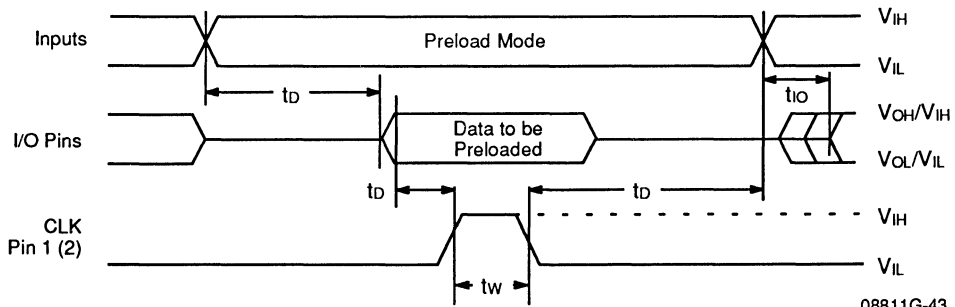 Inputs
Preload Mode
VIH
VIL
tD
tIO
I/O Pins
Data to be
Preloaded
VOH/VIH
VOL/VIL
tD
tD
CLK
Pin 1 (2)
VIH
VIL
tW
08811G-43